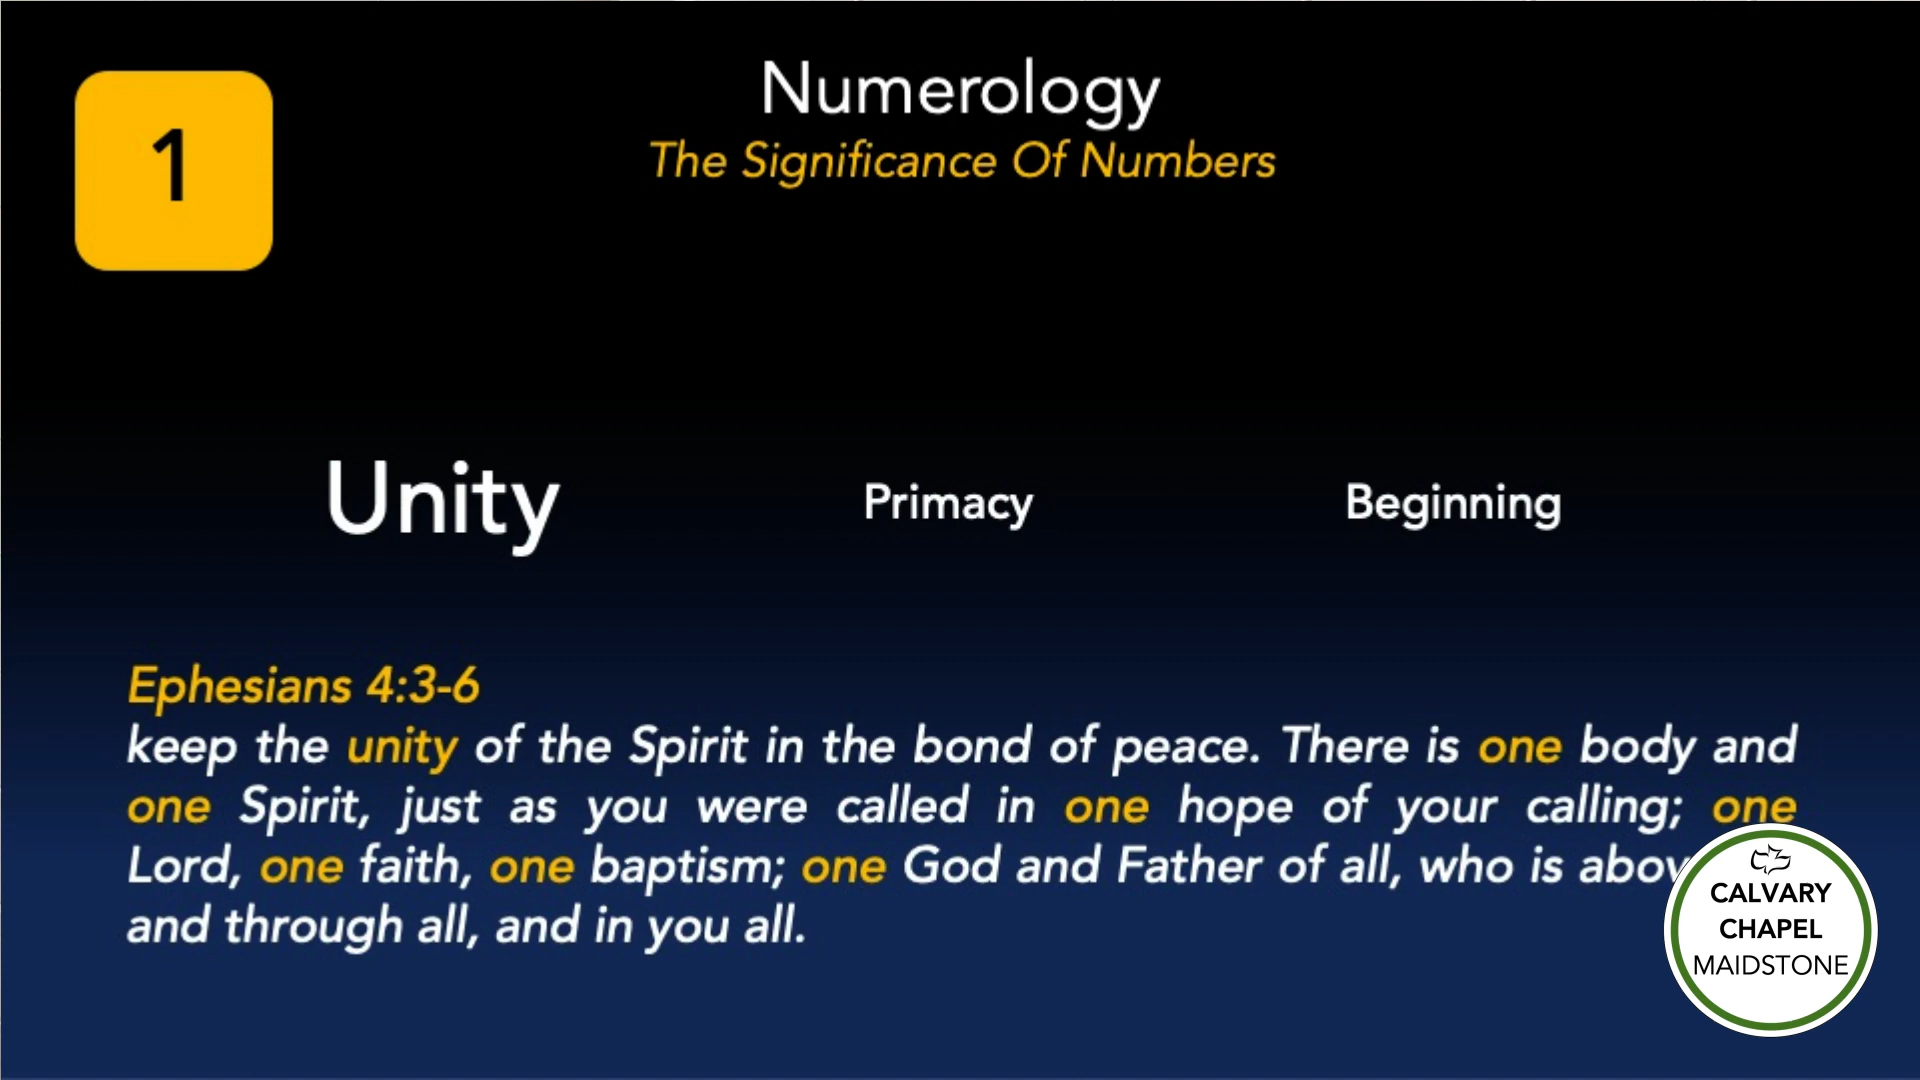 1
Numerology
The Significance Of Numbers
Unity Primacy Beginning
Ephesians 4:3-6
keep the unity of the Spirit in the bond of peace. There is one body and
one Spirit, just as you were called in one hope of your calling; one
Lord, one faith, one baptism; one God and Father of all, who is
and through all, and in you all.
CALVARY
CHAPEL
MAIDSTONE